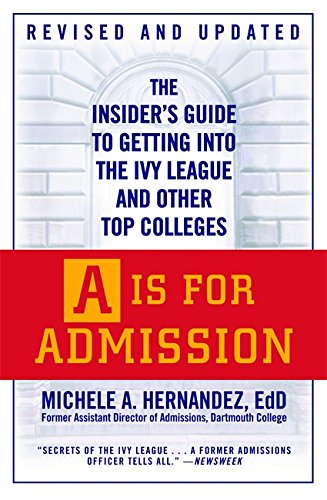 REVISED AND UPDATED
THE
INSIDER'S GUIDE
TO GETTING INTO
THE IVY LEAGUE
AND OTHER
TOP COLLEGES
A IS FOR
ADMISSION
MICHELE A. HERNANDEZ, EdD
Former Assistant Director of Admissions, Dartmouth College
"SECRETS OF THE IVY LEAGUE . . . A FORMER ADMISSIONS
OFFICER TELLS ALL." —NEWSWEEK